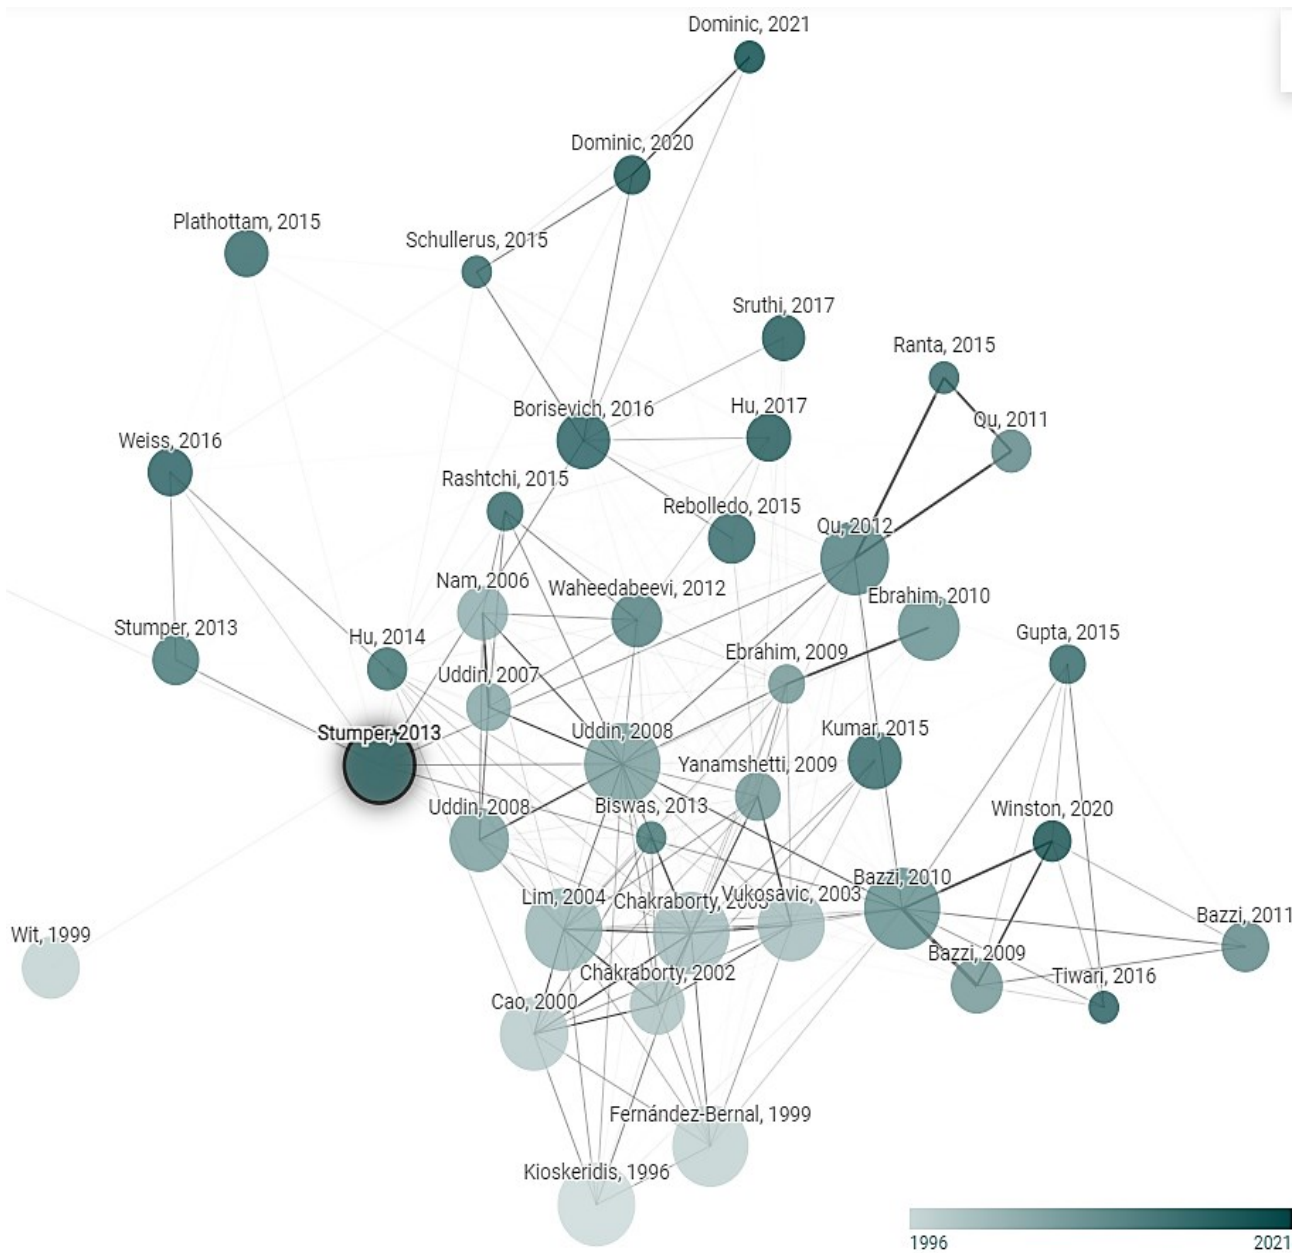 Dominic, 2021
Dominic, 2020
Plathottam, 2015
Schullerus, 2015
Sruthi, 2017
Ranta, 2015
Borisevich, 2016
Hu, 2017
Qu, 2011
Weiss, 2016
Rashtchi, 2015
Rebolledo, 2015
Qu, 2012
Nam, 2006
Waheedabeevi, 2012
Ebrahim, 2010
Stumper, 2013
Hu, 2014
Gupta, 2015
Ebrahim, 2009
Uddin, 2007
Stumper, 2013
Uddin, 2008
Kumar, 2015
Yanamshetti, 2009
Uddin, 2008
Biswas, 2013
Winston, 2020
Bazzi, 2010
Lim, 2004
Chakraborty,
Vukosavic, 2003
Bazzi, 2011
Wit, 1999
Bazzi, 2009
Chakraborty, 2002
Tiwari, 2016
Cao, 2000
Fernández-Bernal, 1999
Kioskeridis, 1996
1996
2021